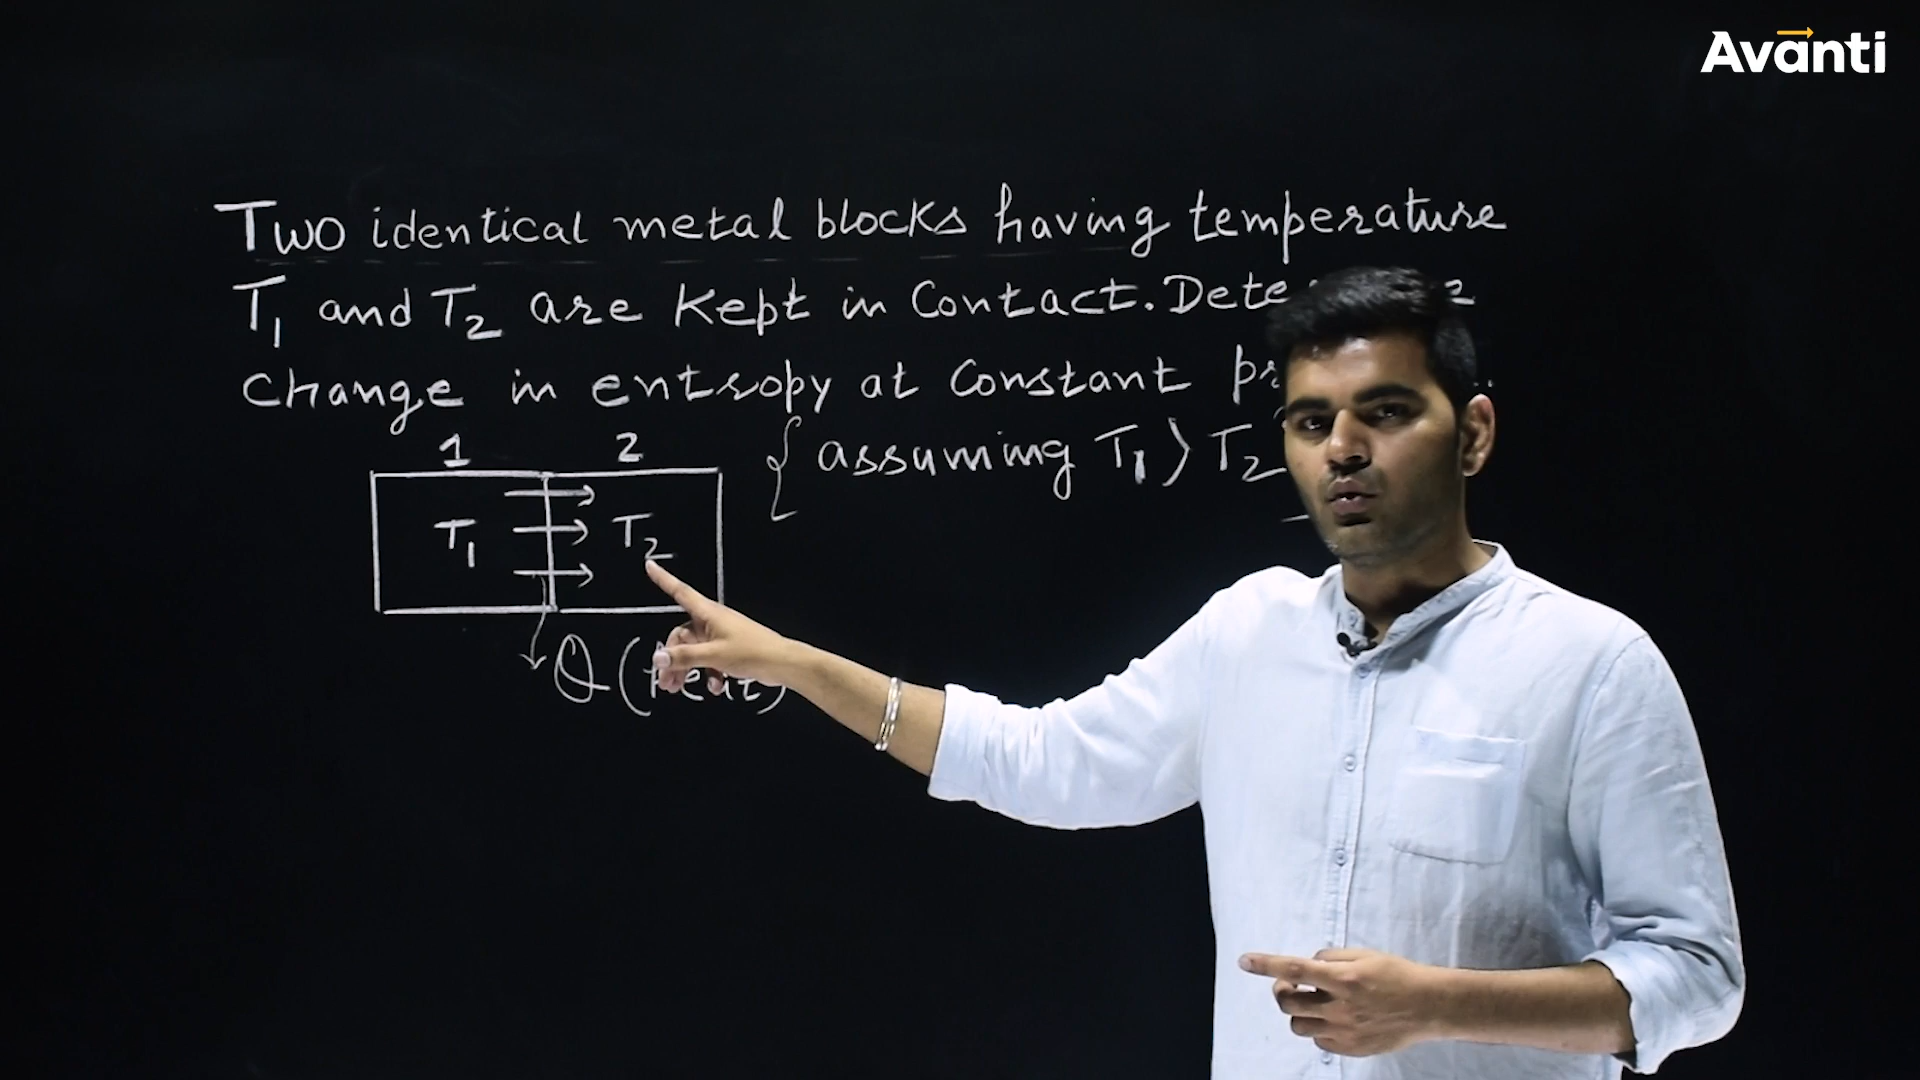 Avanti
Two identical metal blocks having temperature
T₁ and T₂ are kept in Contact.
Change in entropy at Constant
1 2
{ assuming T₁ > T₂
T₁ T₂
Q (heat)